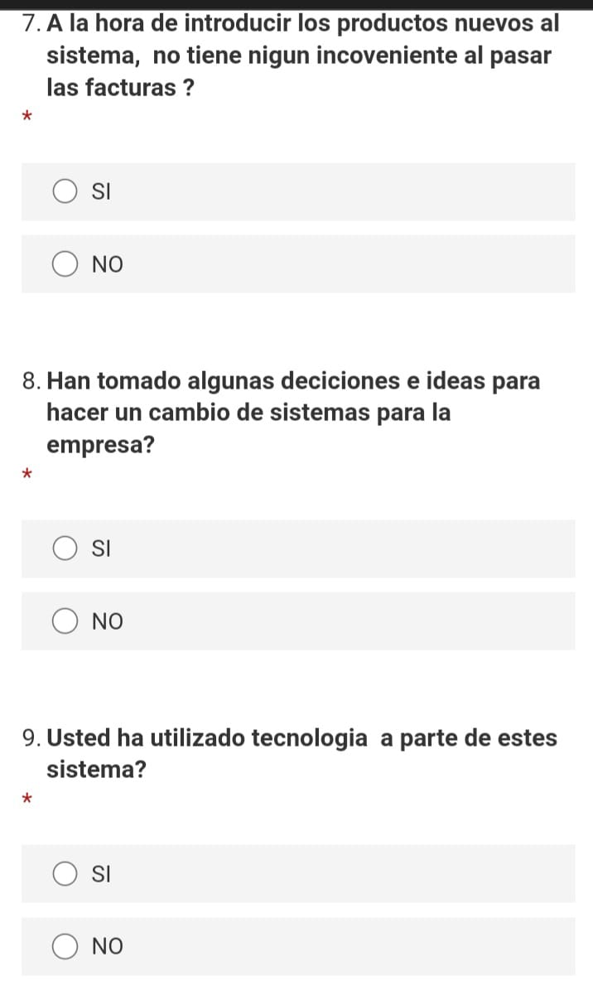 7. A la hora de introducir los productos nuevos al
sistema,  no tiene nigun incoveniente al pasar
las facturas ?
*
SI
NO
8. Han tomado algunas deciciones e ideas para
hacer un cambio de sistemas para la
empresa?
*
SI
NO
9. Usted ha utilizado tecnologia  a parte de estes
sistema?
*
SI
NO